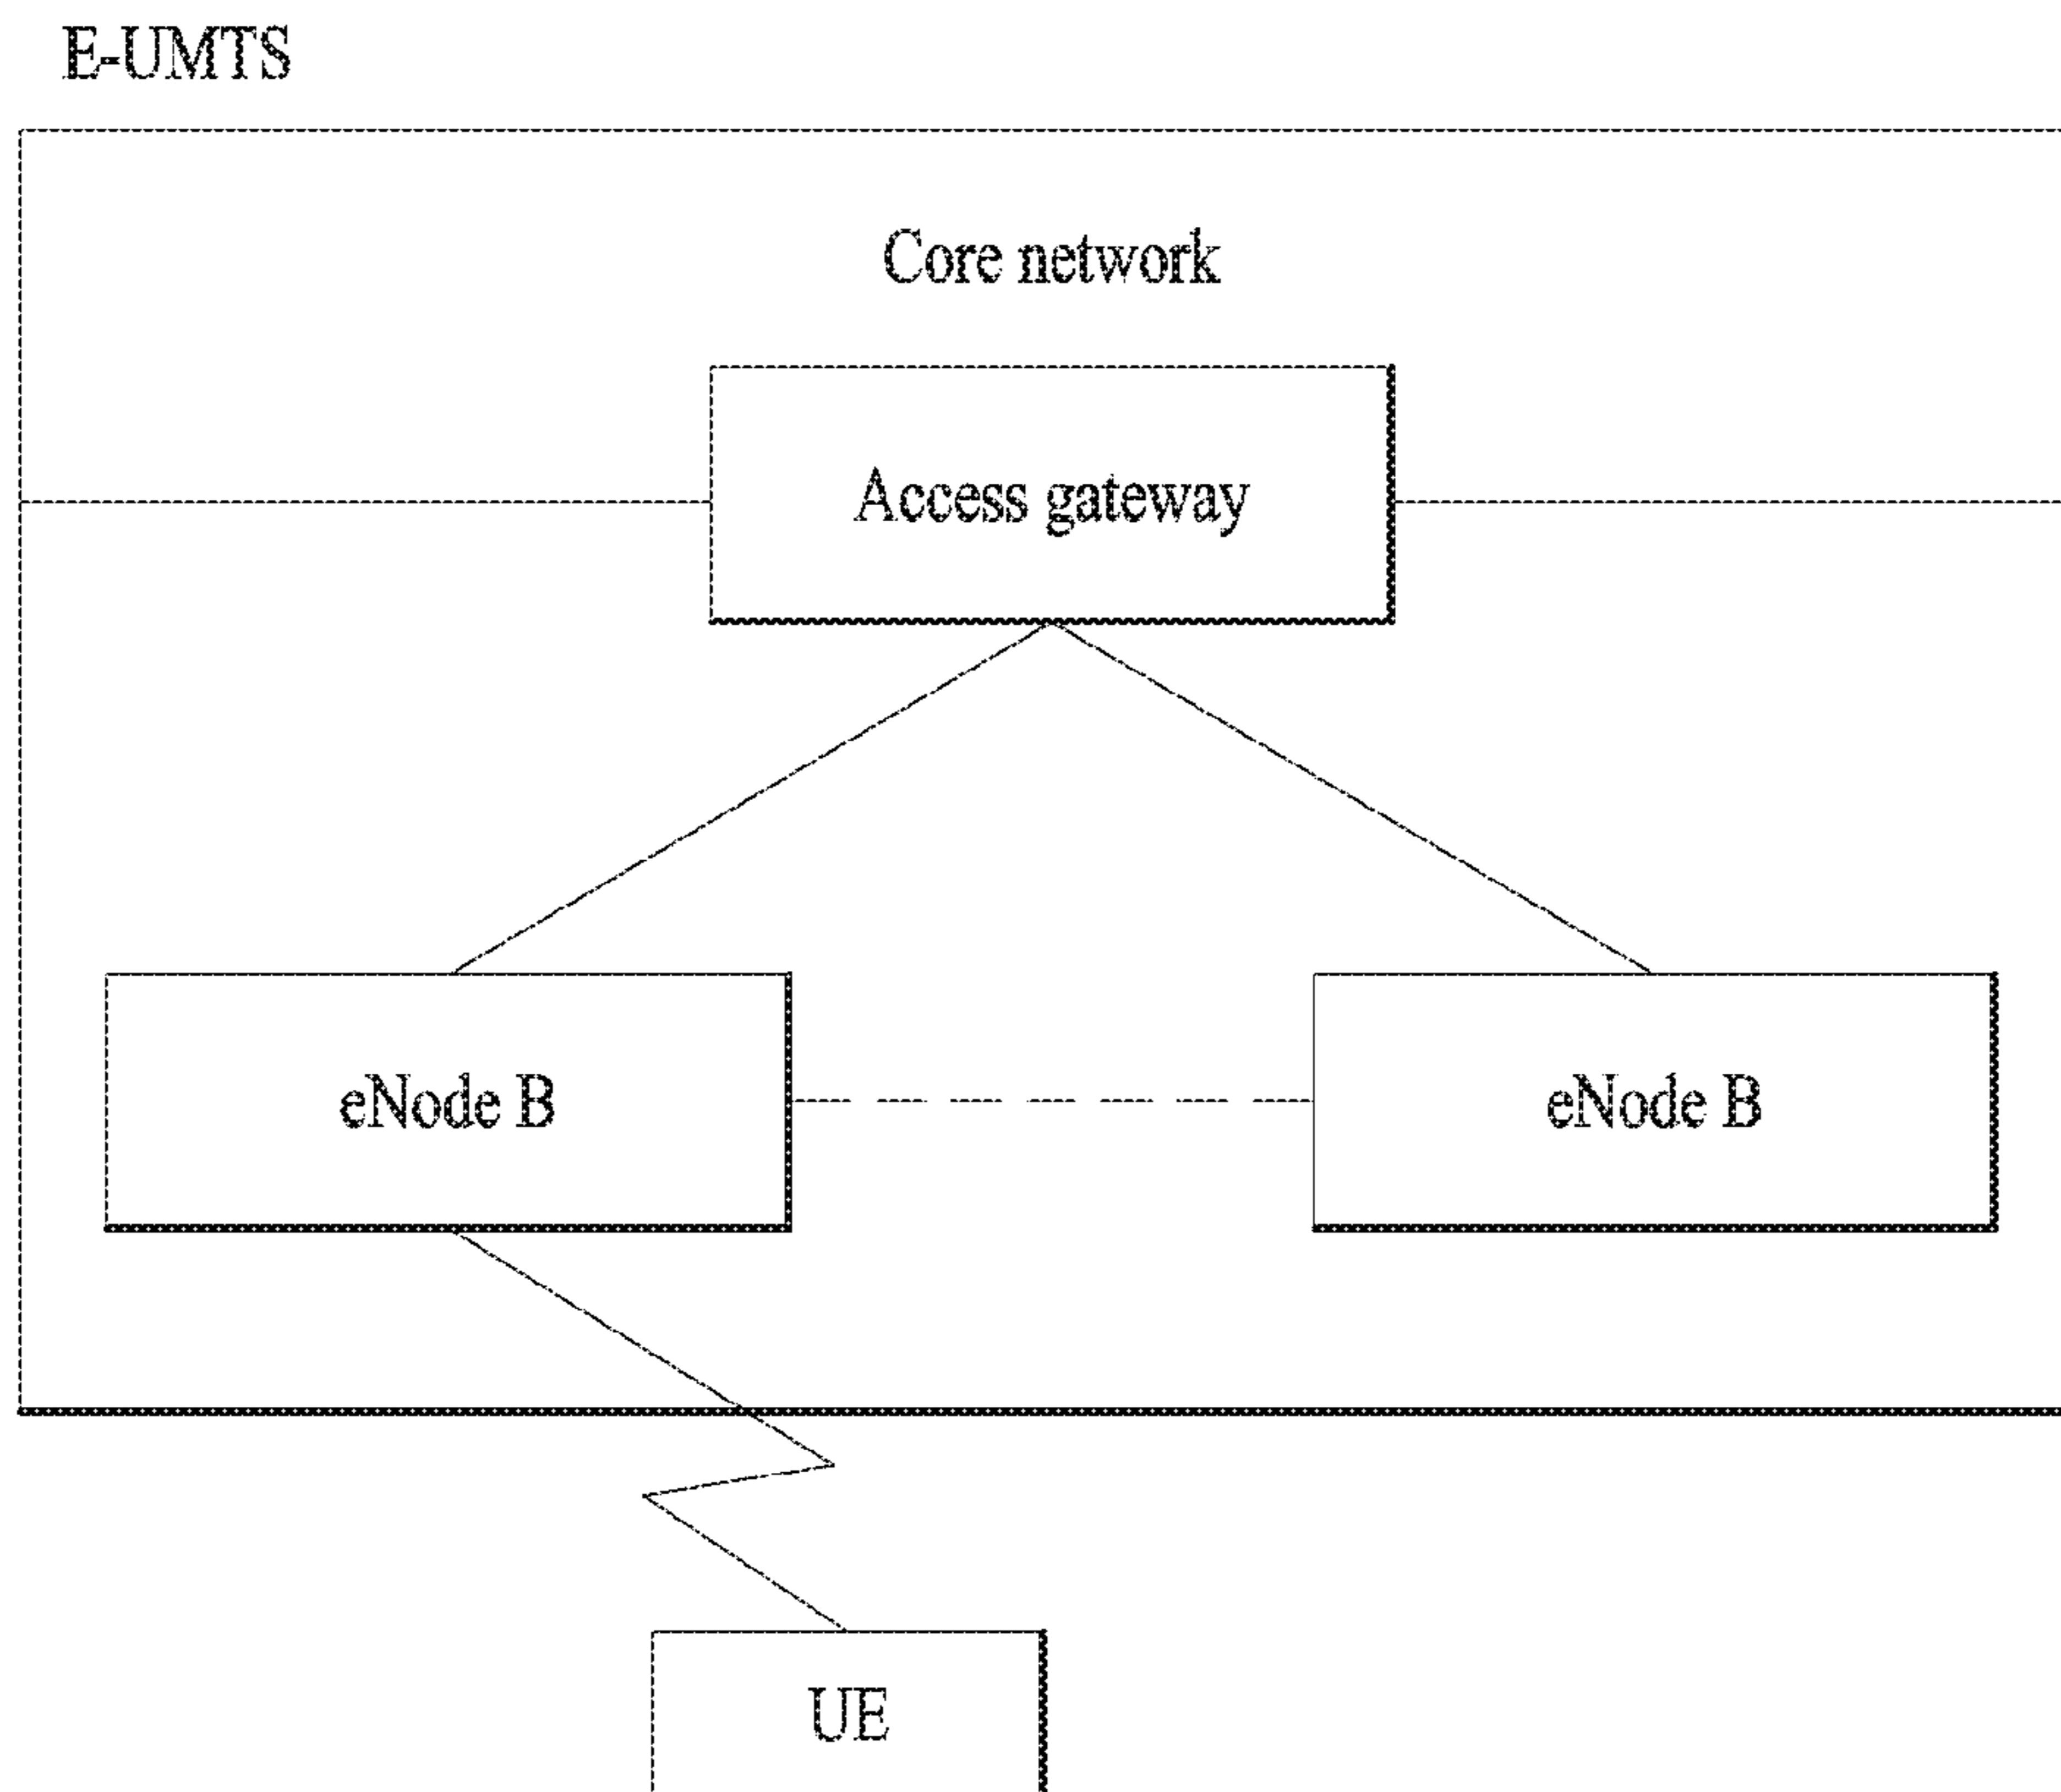 E-UMTS
Core network
Access gateway
eNode B
eNode B
UE